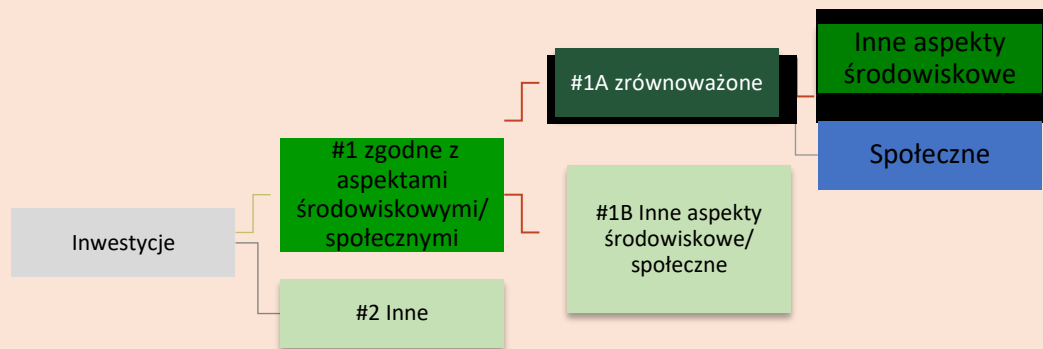 Inwestycje
#1 zgodne z
aspektami
środowiskowymi/
społecznymi
#2 Inne
#1A zrównoważone
#1B Inne aspekty
środowiskowe/
społeczne
Inne aspekty
środowiskowe
Społeczne